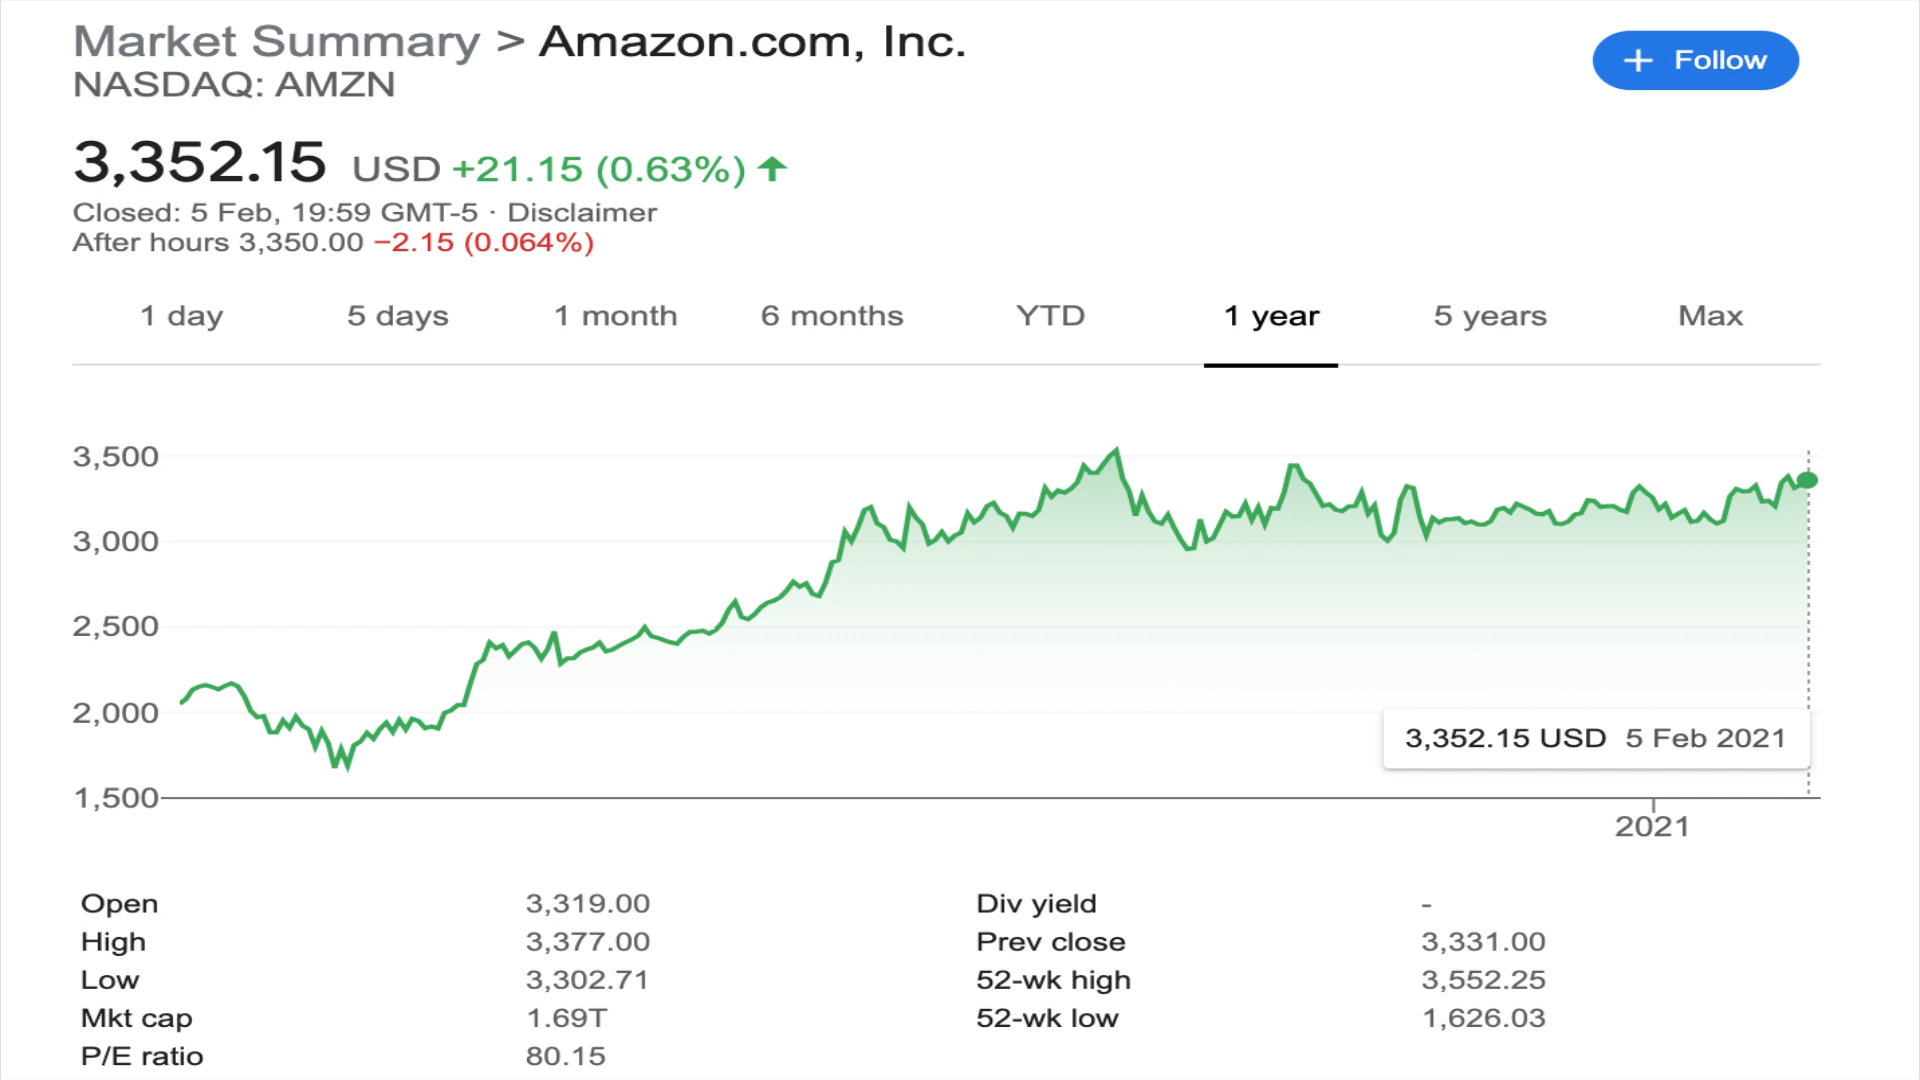 Market Summary > Amazon.com, Inc.
NASDAQ: AMZN
+ Follow
3,352.15 USD +21.15 (0.63%)
Closed: 5 Feb, 19:59 GMT-5 · Disclaimer
After hours 3,350.00 −2.15 (0.064%)
1 day 5 days 1 month 6 months YTD 1 year 5 years Max
3,500
3,000
2,500
2,000
3,352.15 USD 5 Feb 2021
1,500
2021
Open 3,319.00 Div yield -
High 3,377.00 Prev close 3,331.00
Low 3,302.71 52-wk high 3,552.25
Mkt cap 1.69T 52-wk low 1,626.03
P/E ratio 80.15